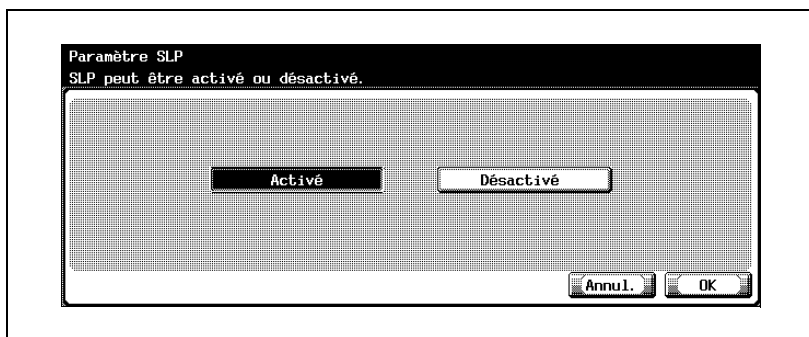 Paramètre SLP
SLP peut être activé ou désactivé.
Activé
Désactivé
Annul.
OK